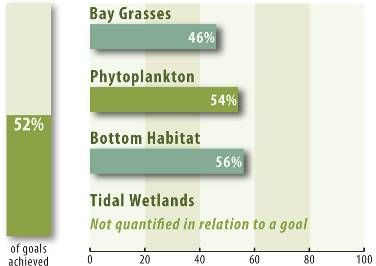 52%
of goals
achieved
Bay Grasses
46%
Phytoplankton
54%
Bottom Habitat
56%
Tidal Wetlands
Not quantified in relation to a goal
0 20 40 60 80 100